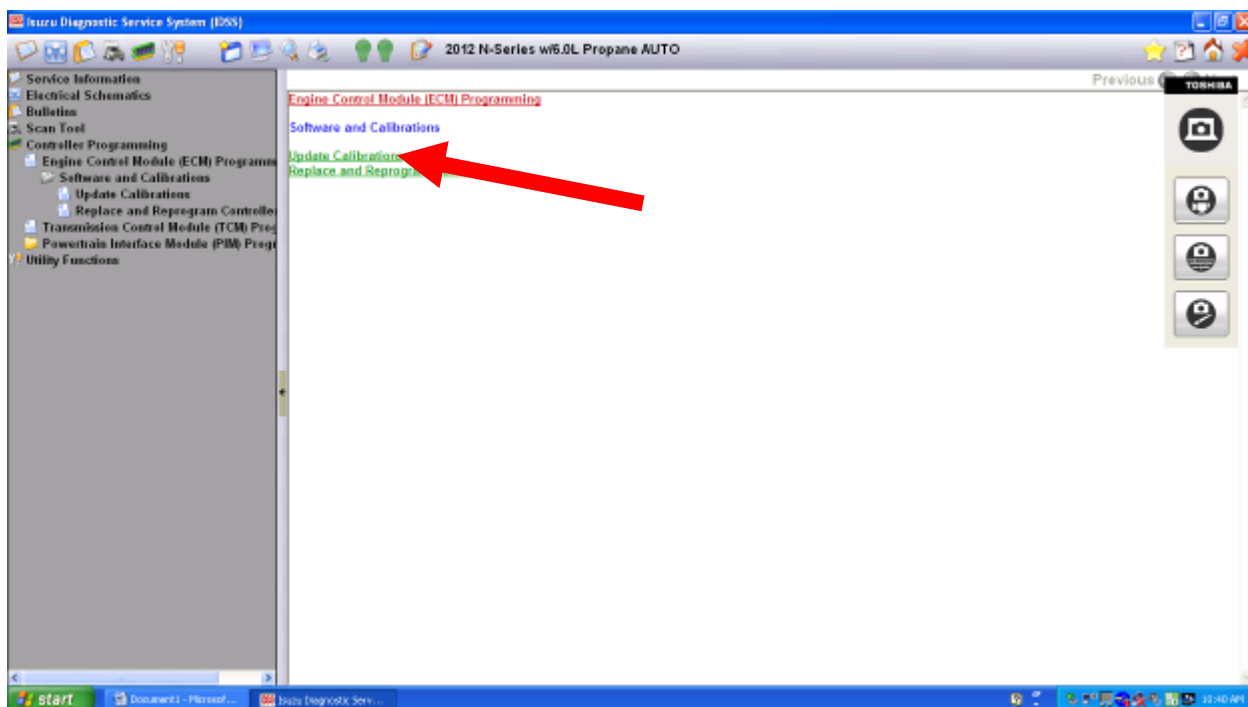 Isuzu Diagnostic Service System (IDSS)
2012 N-Series w/6.0L Propane AUTO
Service Information
Electrical Schematics
Bulletins
Scan Tool
Controller Programming
Engine Control Module (ECM) Programm
Software and Calibrations
Update Calibrations
Replace and Reprogram Controller
Transmission Control Module (TCM) Prog
Powertrain Interface Module (PIM) Progr
Utility Functions
Previous
TOSHIBA
Engine Control Module (ECM) Programming
Software and Calibrations
Update Calibrations
Replace and Reprogra
start
Document1 - Microsof...
Isuzu Diagnostic Serv...
10:40 AM